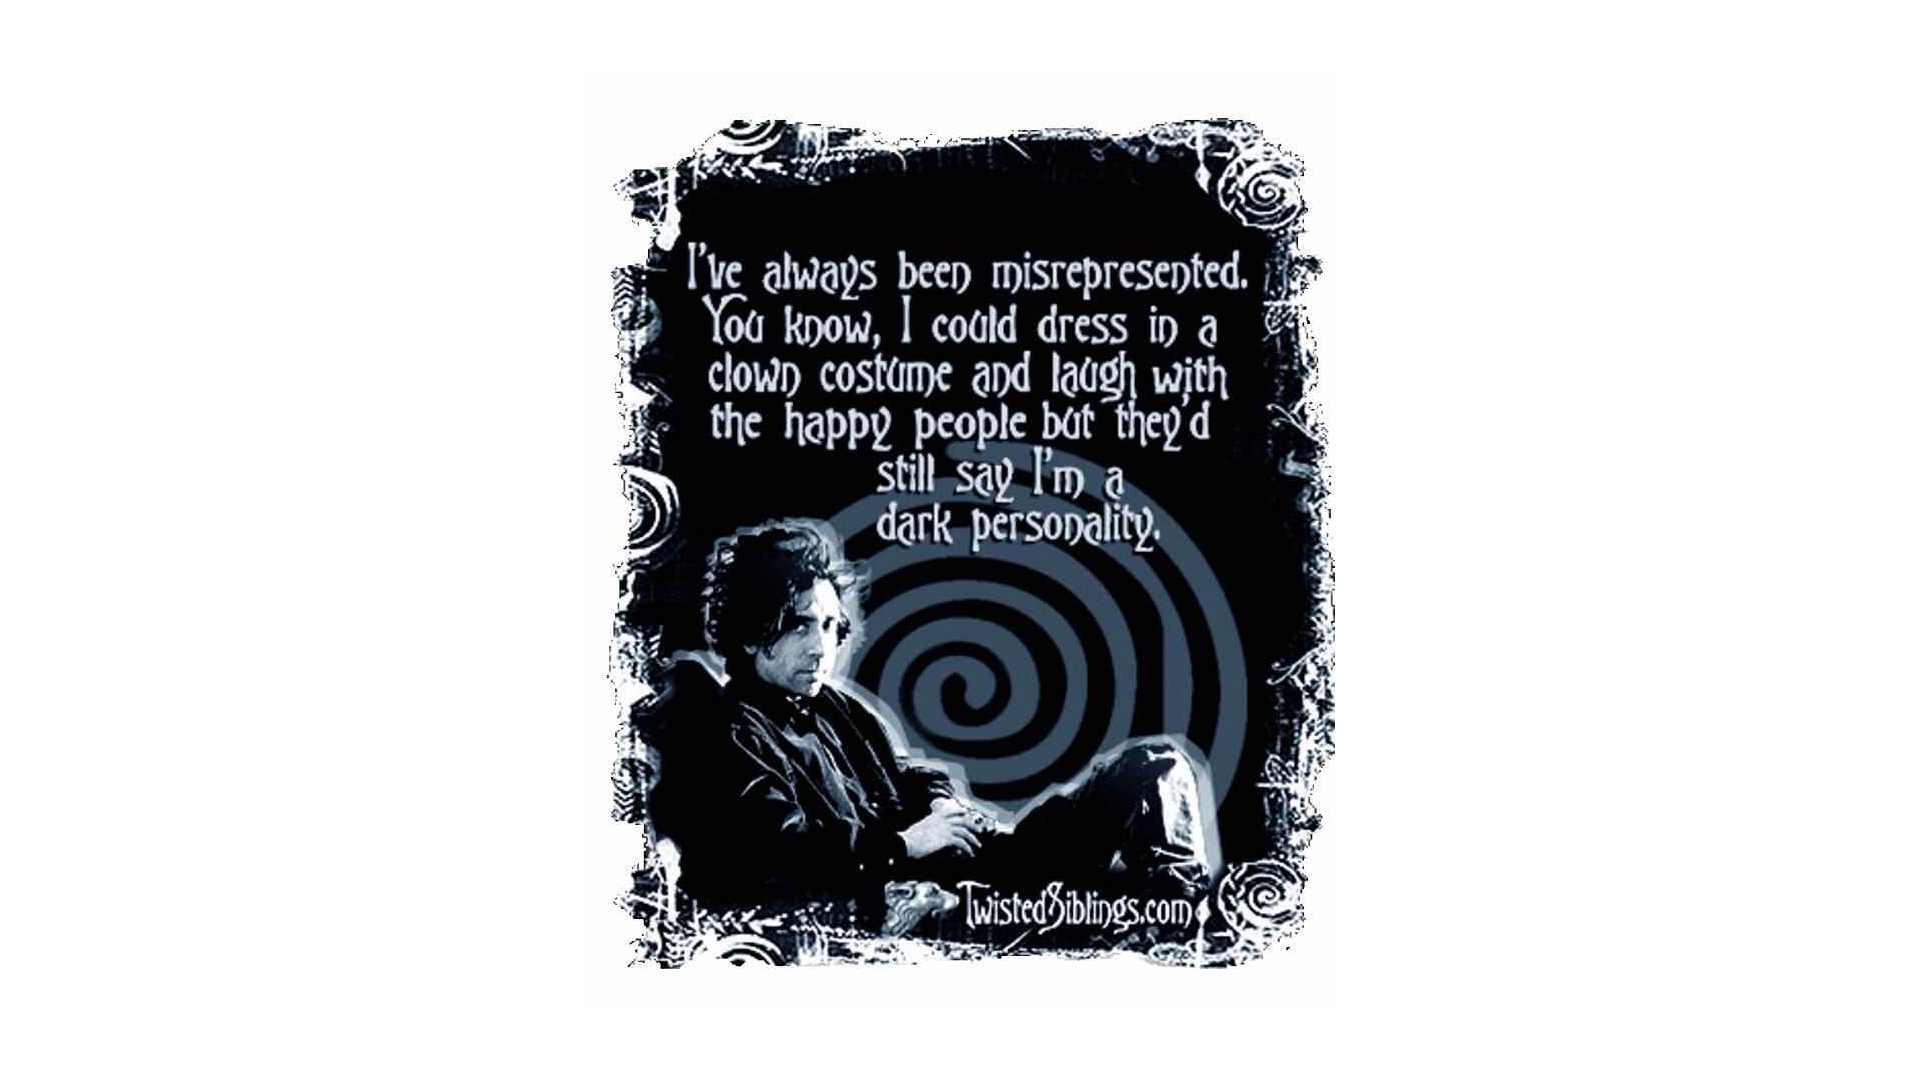 I've always been misrepresented.
You know, I could dress in a
clown costume and laugh with
the happy people but they'd
still say I'm a
dark personality.
TwistedSiblings.com